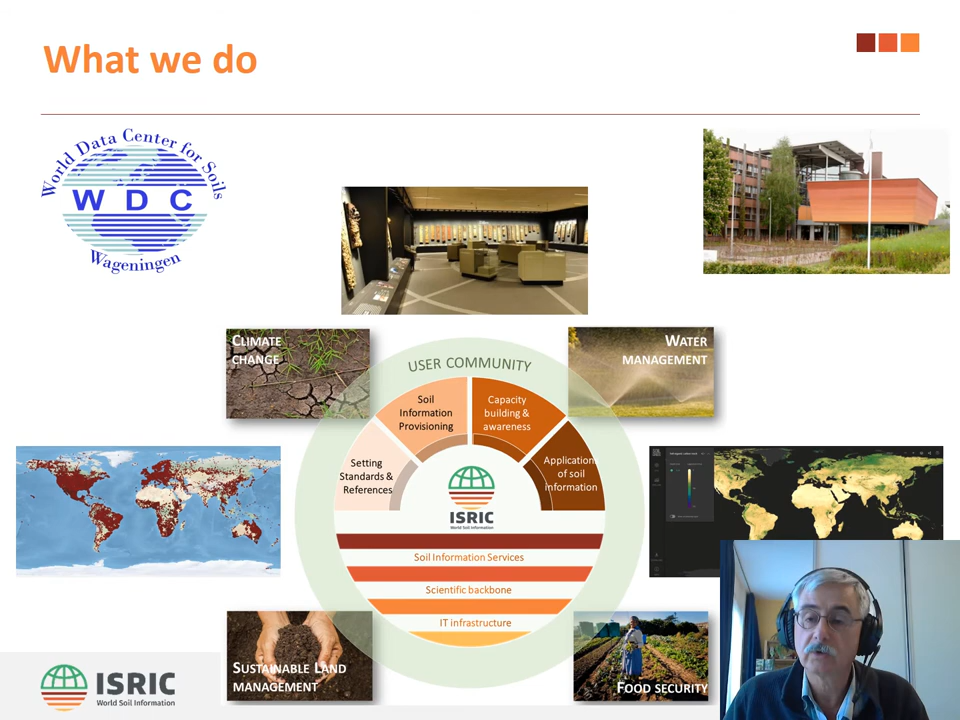 What we do
World Data Center for Soils
W D C
Wageningen
CLIMATE
CHANGE
WATER
MANAGEMENT
USER COMMUNITY
Soil
Information
Provisioning
Capacity
building &
awareness
Setting
Standards &
References
Application
of soil
information
ISRIC
World Soil Information
Soil Information Services
Scientific backbone
IT infrastructure
SUSTAINABLE LAND
MANAGEMENT
FOOD SECURITY
ISRIC
World Soil Information